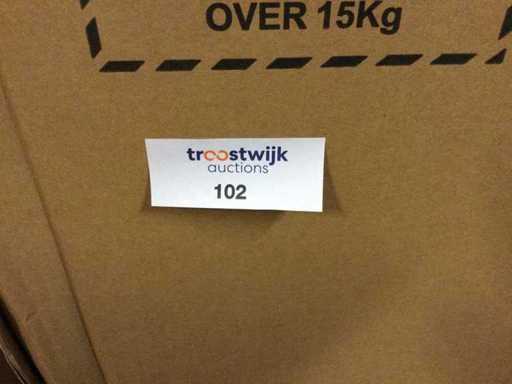 OVER 15Kg
troostwijk
auctions
102